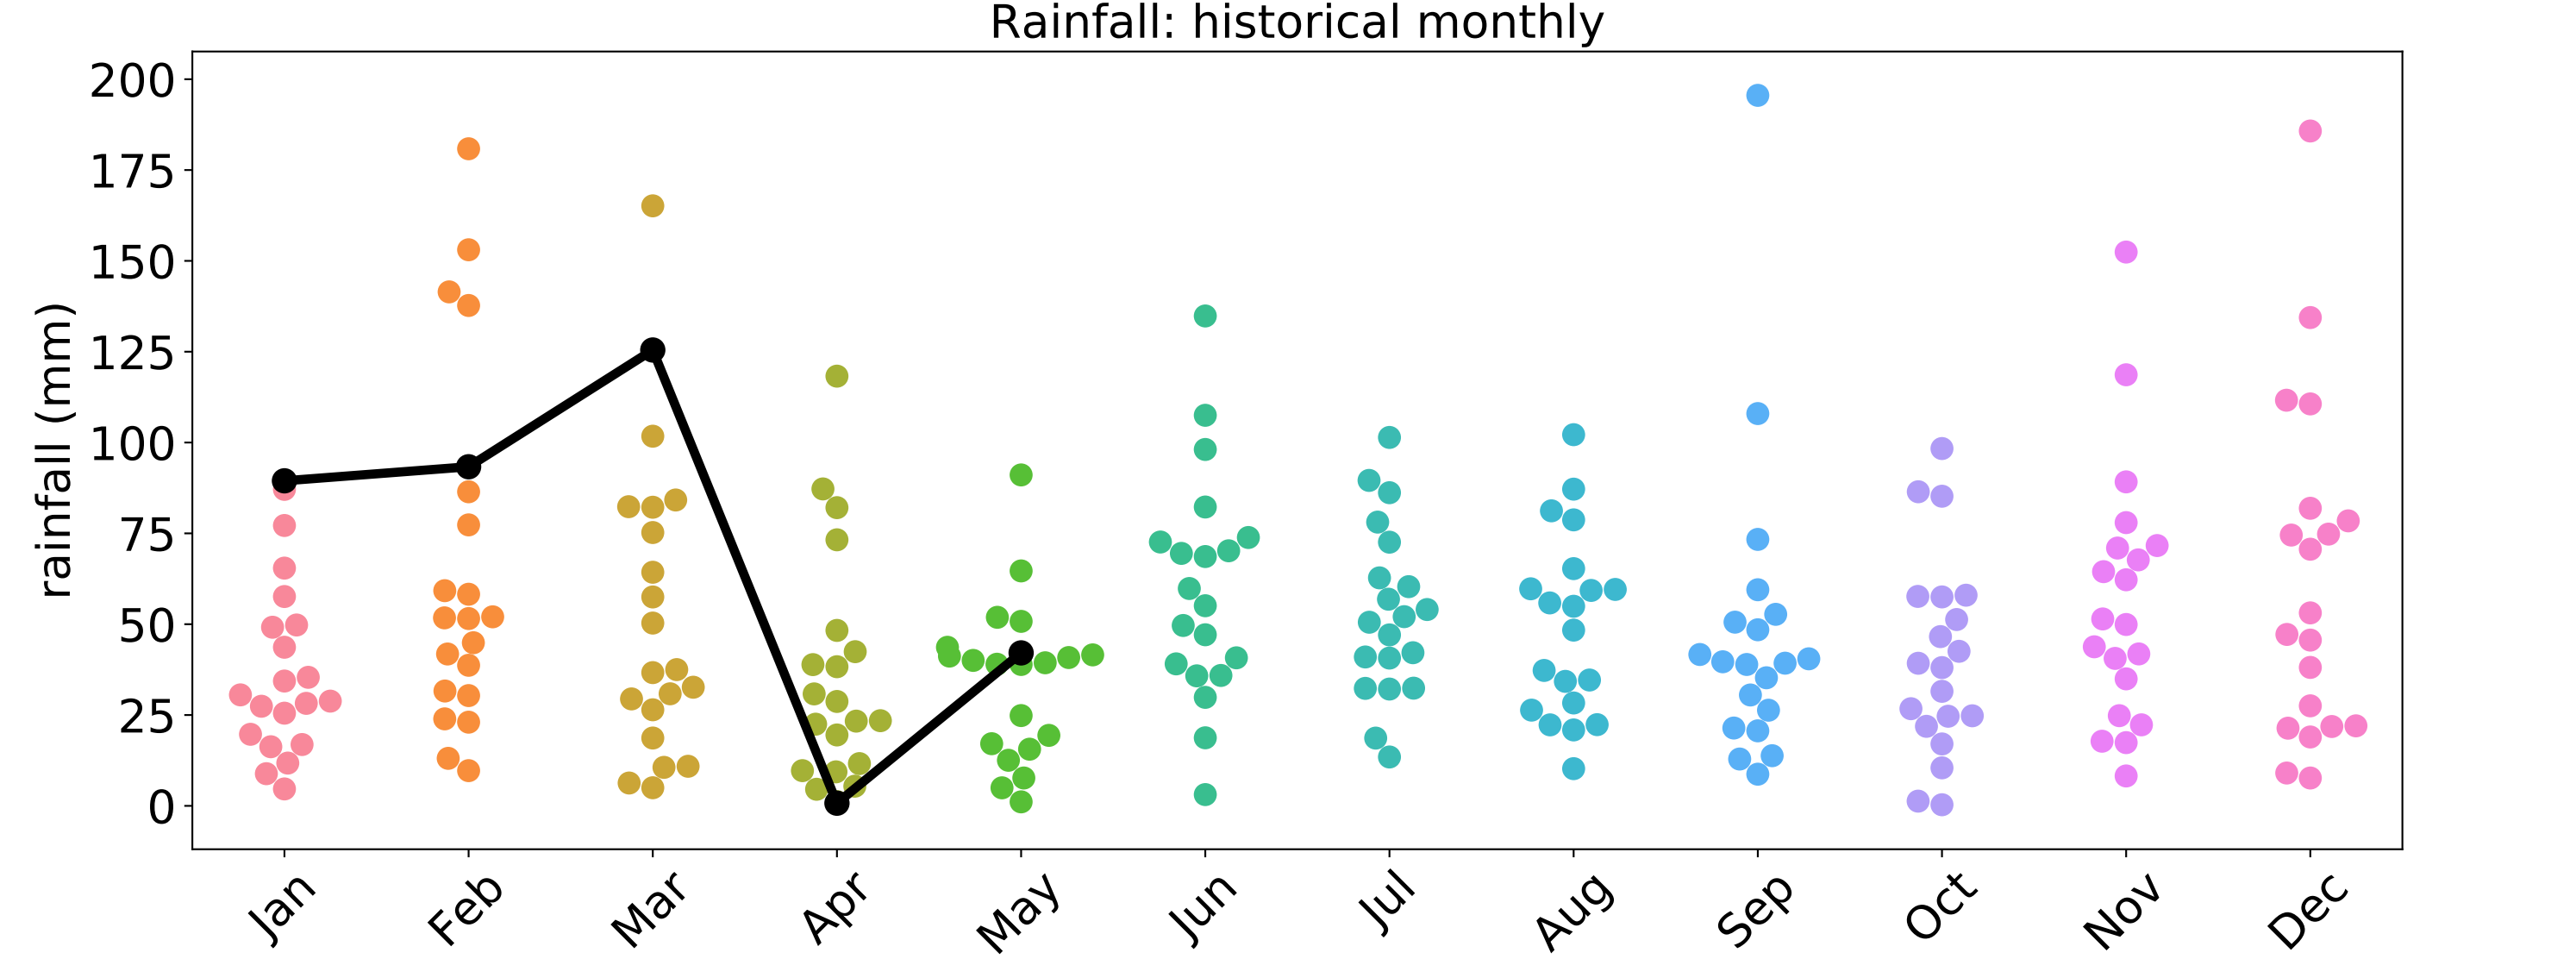 Rainfall: historical monthly
rainfall (mm)
200
175
150
125
100
75
50
25
0
Jan
Feb
Mar
Apr
May
Jun
Jul
Aug
Sep
Oct
Nov
Dec